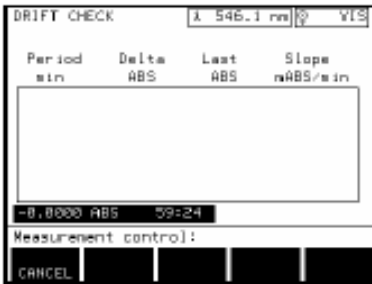 DRIFT CHECK λ 546.1 nm VIS
Period Delta Last Slope
min ABS ABS mABS/min
-0.0000 ABS 59:24
Measurement control:
CANCEL